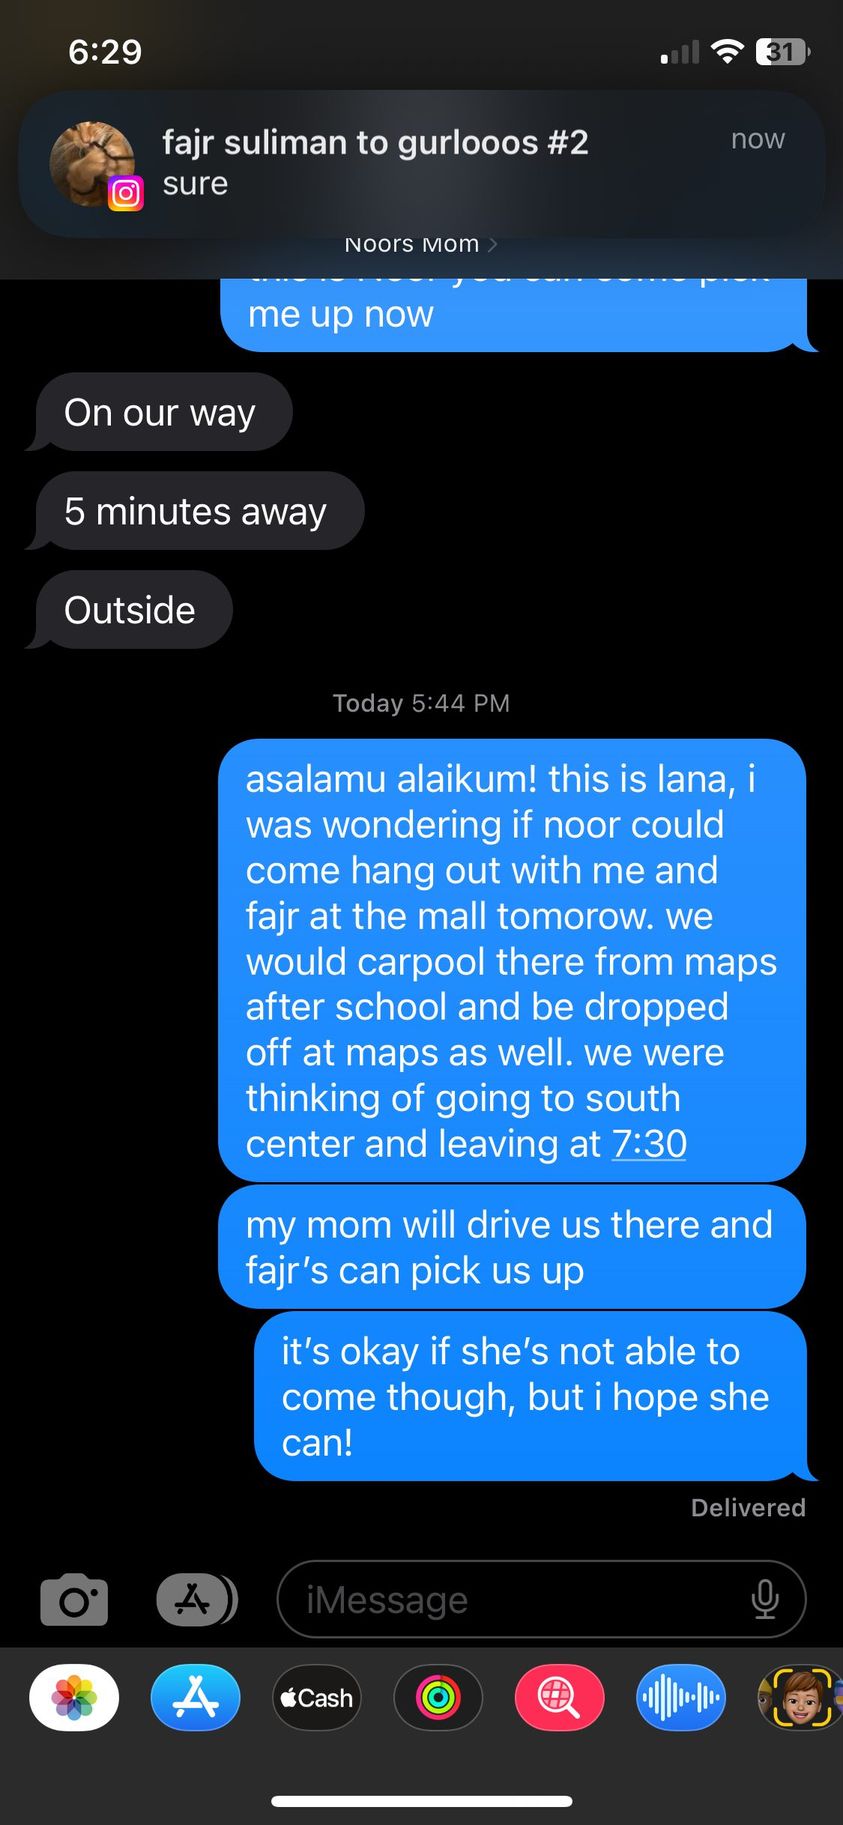 6:29
31
fajr suliman to gurlooos #2
now
sure
Noors Mom
me up now
On our way
5 minutes away
Outside
Today 5:44 PM
asalamu alaikum! this is lana, i
was wondering if noor could
come hang out with me and
fajr at the mall tomorow. we
would carpool there from maps
after school and be dropped
off at maps as well. we were
thinking of going to south
center and leaving at 7:30
my mom will drive us there and
fajr's can pick us up
it's okay if she's not able to
come though, but i hope she
can!
Delivered
iMessage
Cash